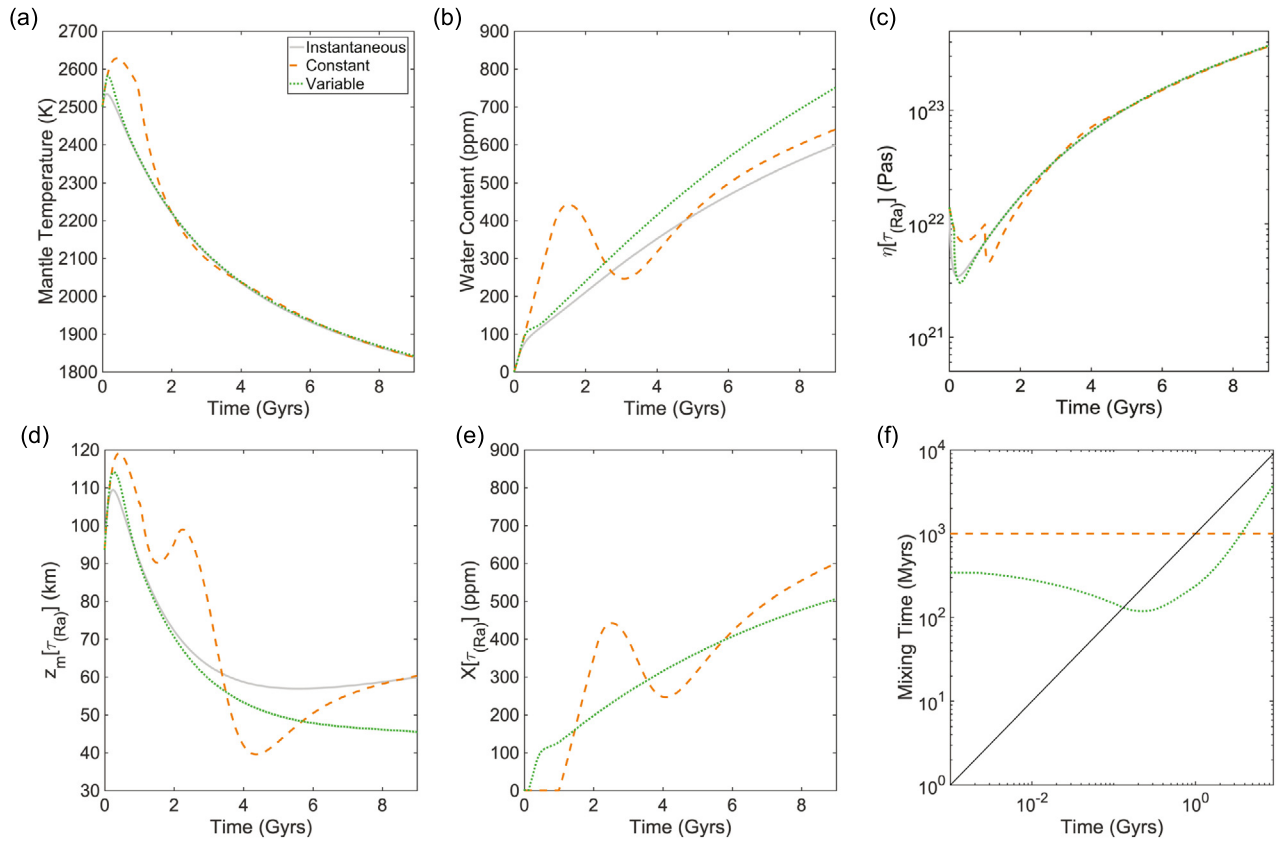 (a)
2700
2600
2500
2400
2300
2200
2100
2000
1900
1800
0 2 4 6 8
Mantle Temperature (K)
Time (Gyrs)
Instantaneous
Constant
Variable
(b)
900
800
700
600
500
400
300
200
100
0
0 2 4 6 8
Water Content (ppm)
Time (Gyrs)
(c)
10^23
10^22
10^21
0 2 4 6 8
η[τ(Ra)] (Pas)
Time (Gyrs)
(d)
120
110
100
90
80
70
60
50
40
30
0 2 4 6 8
z_m[τ(Ra)] (km)
Time (Gyrs)
(e)
900
800
700
600
500
400
300
200
100
0
0 2 4 6 8
X[τ(Ra)] (ppm)
Time (Gyrs)
(f)
10^4
10^3
10^2
10^1
10^0
10^-2 10^0
Mixing Time (Myrs)
Time (Gyrs)